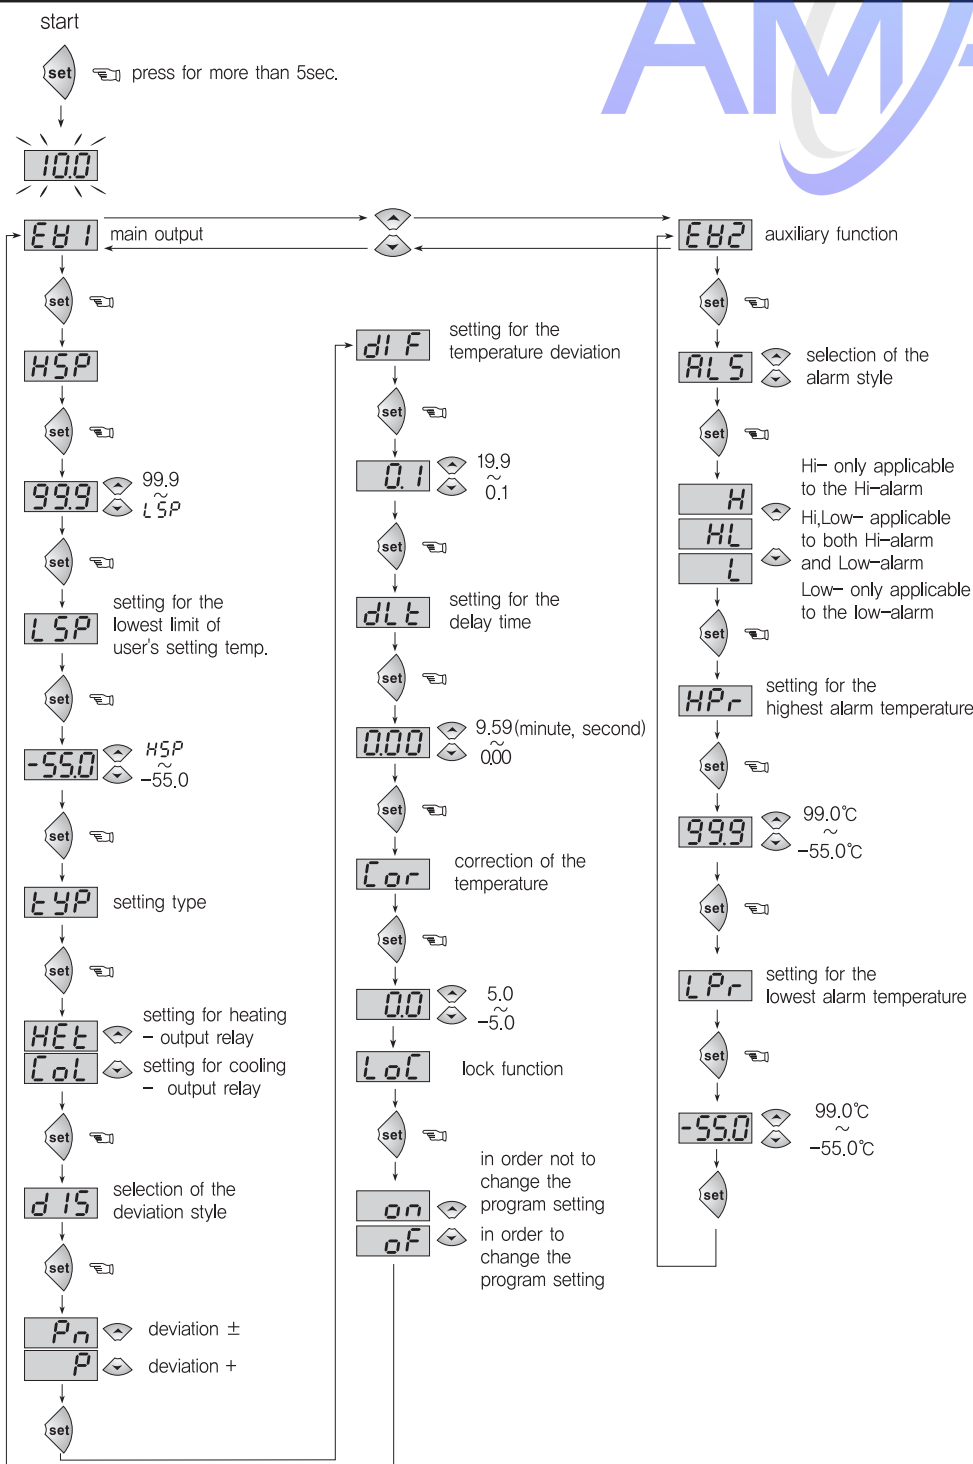 AMA
start
set
press for more than 5sec.
10.0
EH1
main output
set
HSP
set
99.9
99.9
~
LSP
set
LSP
setting for the
lowest limit of
user's setting temp.
set
-55.0
HSP
~
-55.0
set
tYP
setting type
set
HEt
setting for heating
- output relay
CoL
setting for cooling
- output relay
set
dIS
selection of the
deviation style
set
Pn
deviation ±
P
deviation +
set
dIF
setting for the
temperature deviation
set
0.1
19.9
~
0.1
set
dLt
setting for the
delay time
set
0.00
9.59(minute, second)
~
0.00
set
Cor
correction of the
temperature
set
0.0
5.0
~
-5.0
LoC
lock function
set
on
in order not to
change the
program setting
oF
in order to
change the
program setting
EH2
auxiliary function
set
ALS
selection of the
alarm style
set
H
Hi- only applicable
to the Hi-alarm
HL
Hi,Low- applicable
to both Hi-alarm
and Low-alarm
L
Low- only applicable
to the low-alarm
set
HPr
setting for the
highest alarm temperature
set
99.9
99.0℃
~
-55.0℃
set
LPr
setting for the
lowest alarm temperature
set
-55.0
99.0℃
~
-55.0℃
set